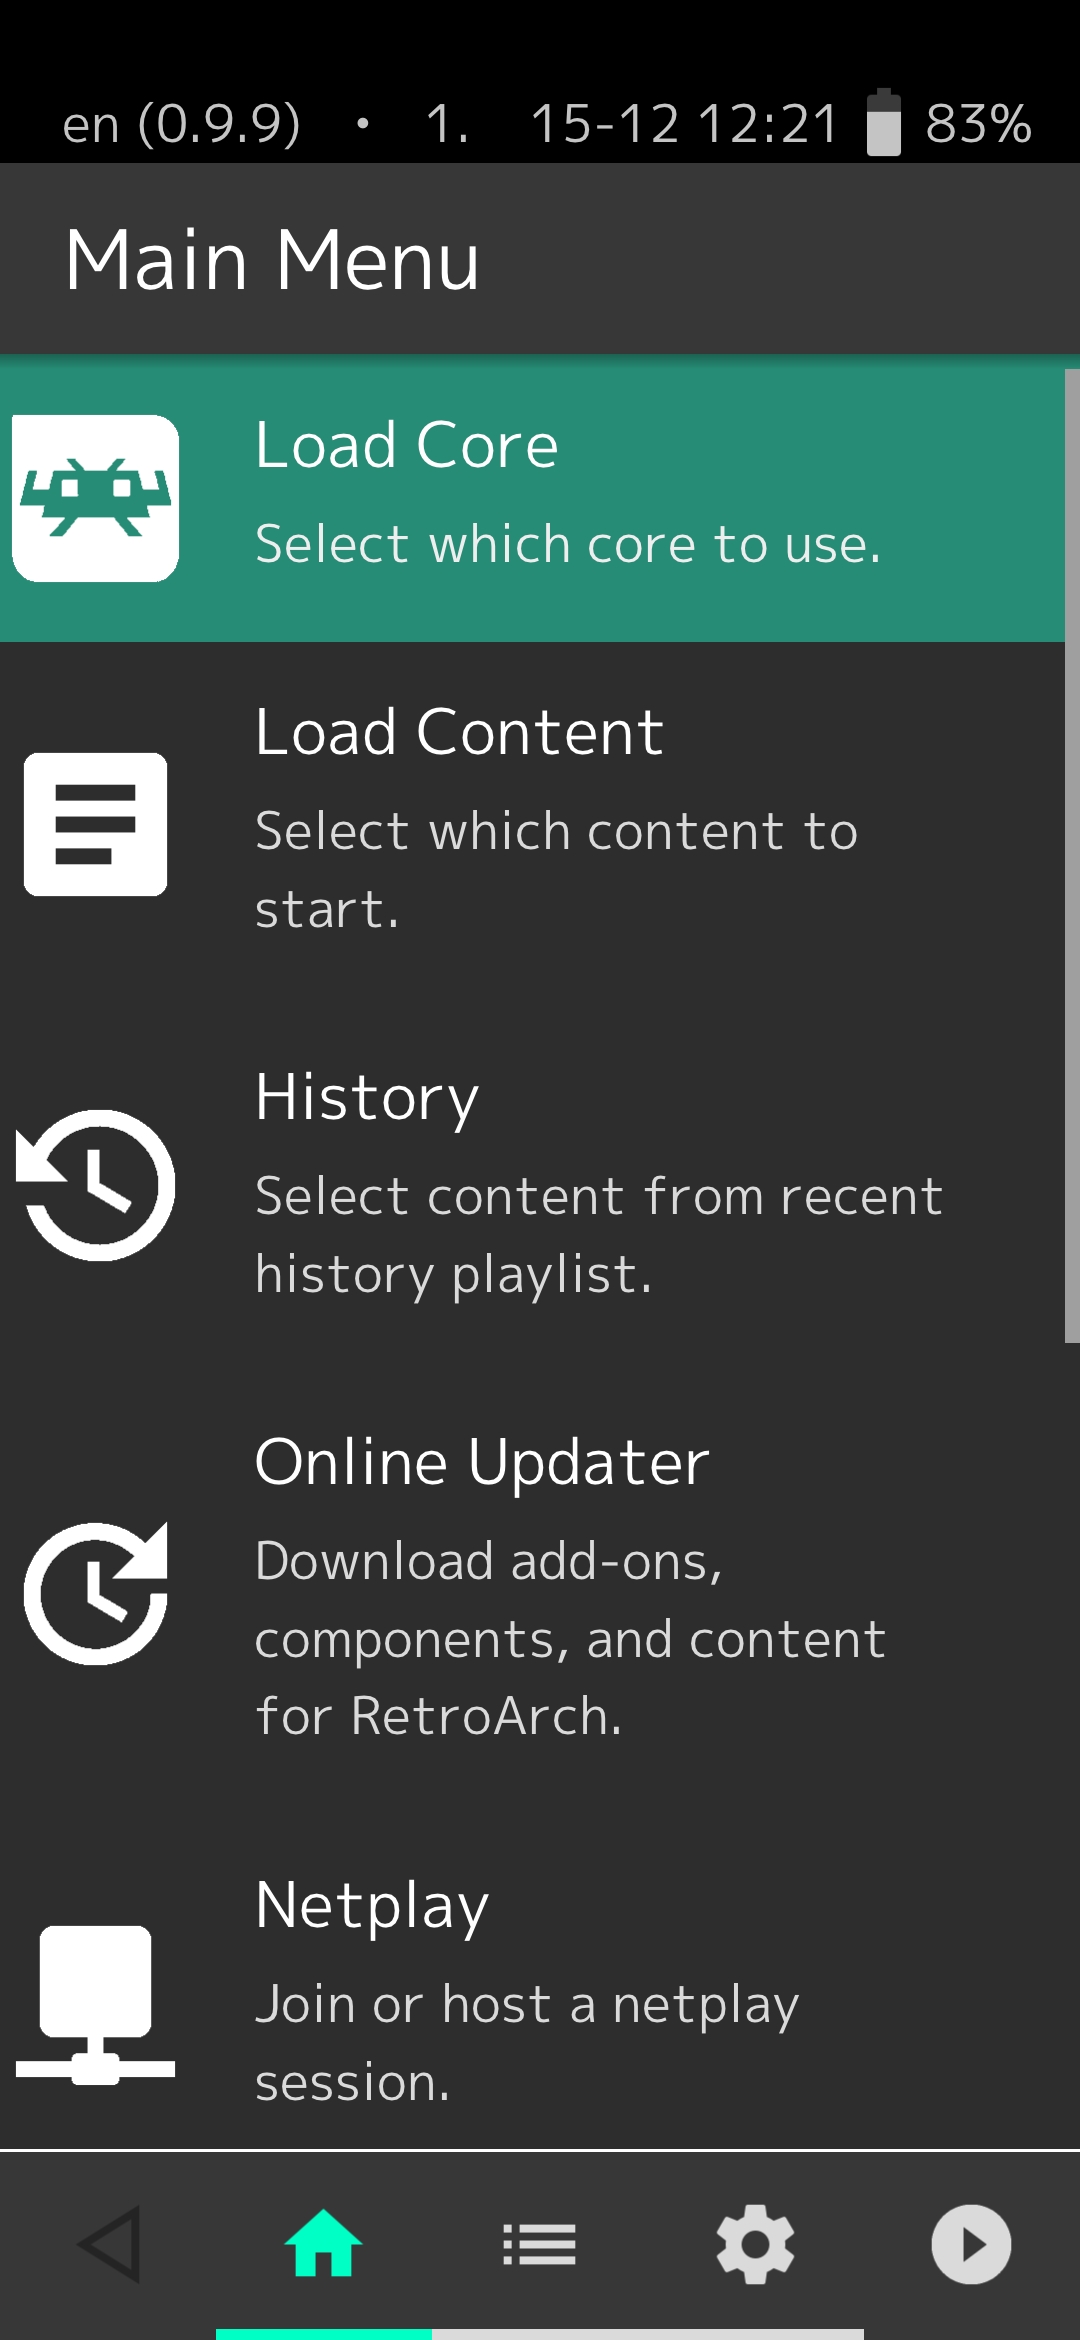 en (0.9.9) • 1. 15-12 12:21 83%
Main Menu
Load Core
Select which core to use.
Load Content
Select which content to
start.
History
Select content from recent
history playlist.
Online Updater
Download add-ons,
components, and content
for RetroArch.
Netplay
Join or host a netplay
session.